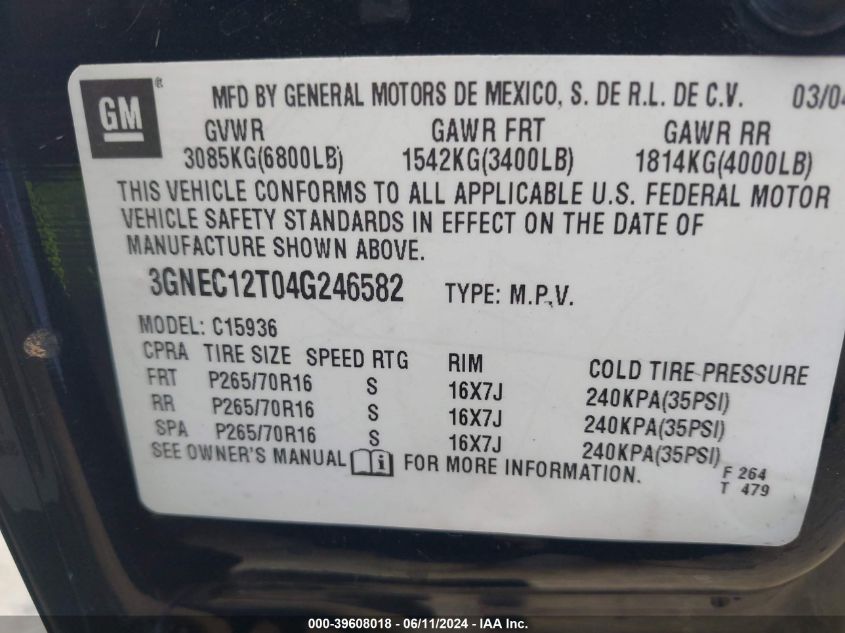 GM ® MFD BY GENERAL MOTORS DE MEXICO, S. DE R.L. DE C.V. 03/04
GVWR GAWR FRT GAWR RR
3085KG(6800LB) 1542KG(3400LB) 1814KG(4000LB)
THIS VEHICLE CONFORMS TO ALL APPLICABLE U.S. FEDERAL MOTOR
VEHICLE SAFETY STANDARDS IN EFFECT ON THE DATE OF
MANUFACTURE SHOWN ABOVE.
3GNEC12T04G246582 TYPE: M.P.V.
MODEL: C15936
CPRA TIRE SIZE SPEED RTG RIM COLD TIRE PRESSURE
FRT P265/70R16 S 16X7J 240KPA(35PSI)
RR P265/70R16 S 16X7J 240KPA(35PSI)
SPA P265/70R16 S 16X7J 240KPA(35PSI)
SEE OWNER'S MANUAL i FOR MORE INFORMATION.
F 264
T 479
000-39608018 - 06/11/2024 - IAA Inc.